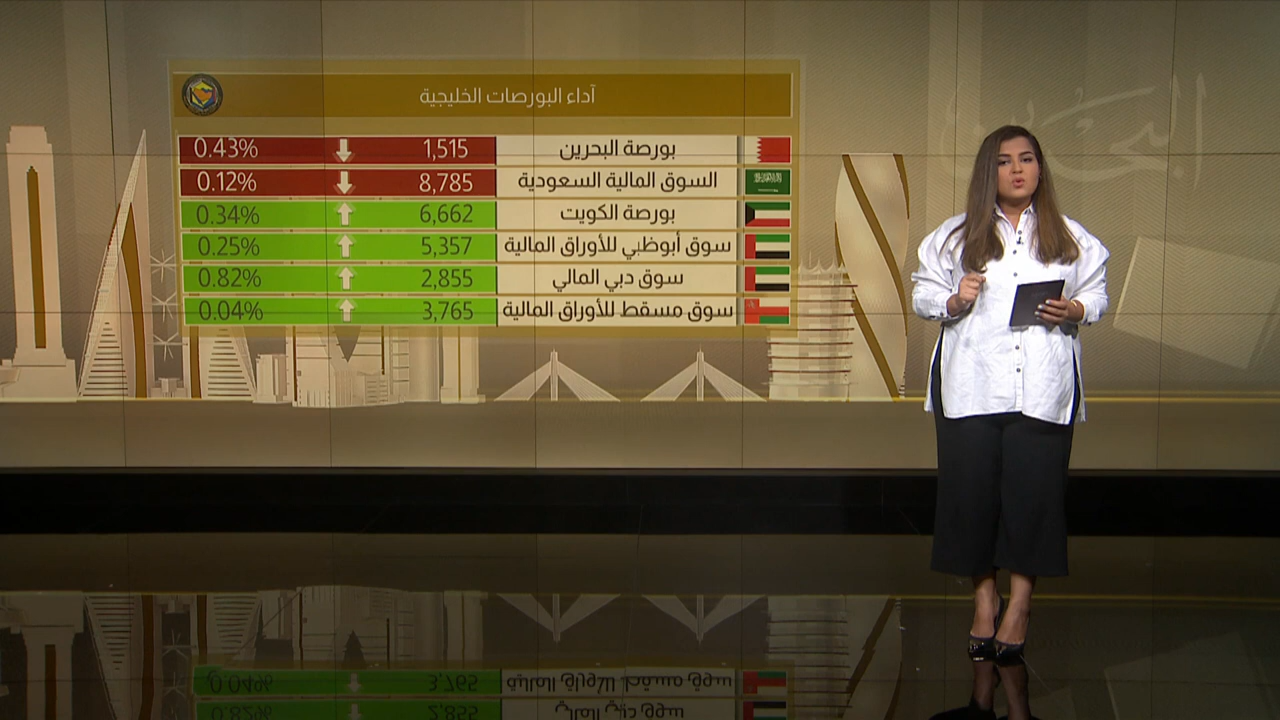 آداء البورصات الخليجية
بورصة البحرين 1,515 0.43%
السوق المالية السعودية 8,785 0.12%
بورصة الكويت 6,662 0.34%
سوق أبوظبي للأوراق المالية 5,357 0.25%
سوق دبي المالي 2,855 0.82%
سوق مسقط للأوراق المالية 3,765 0.04%
البحرين